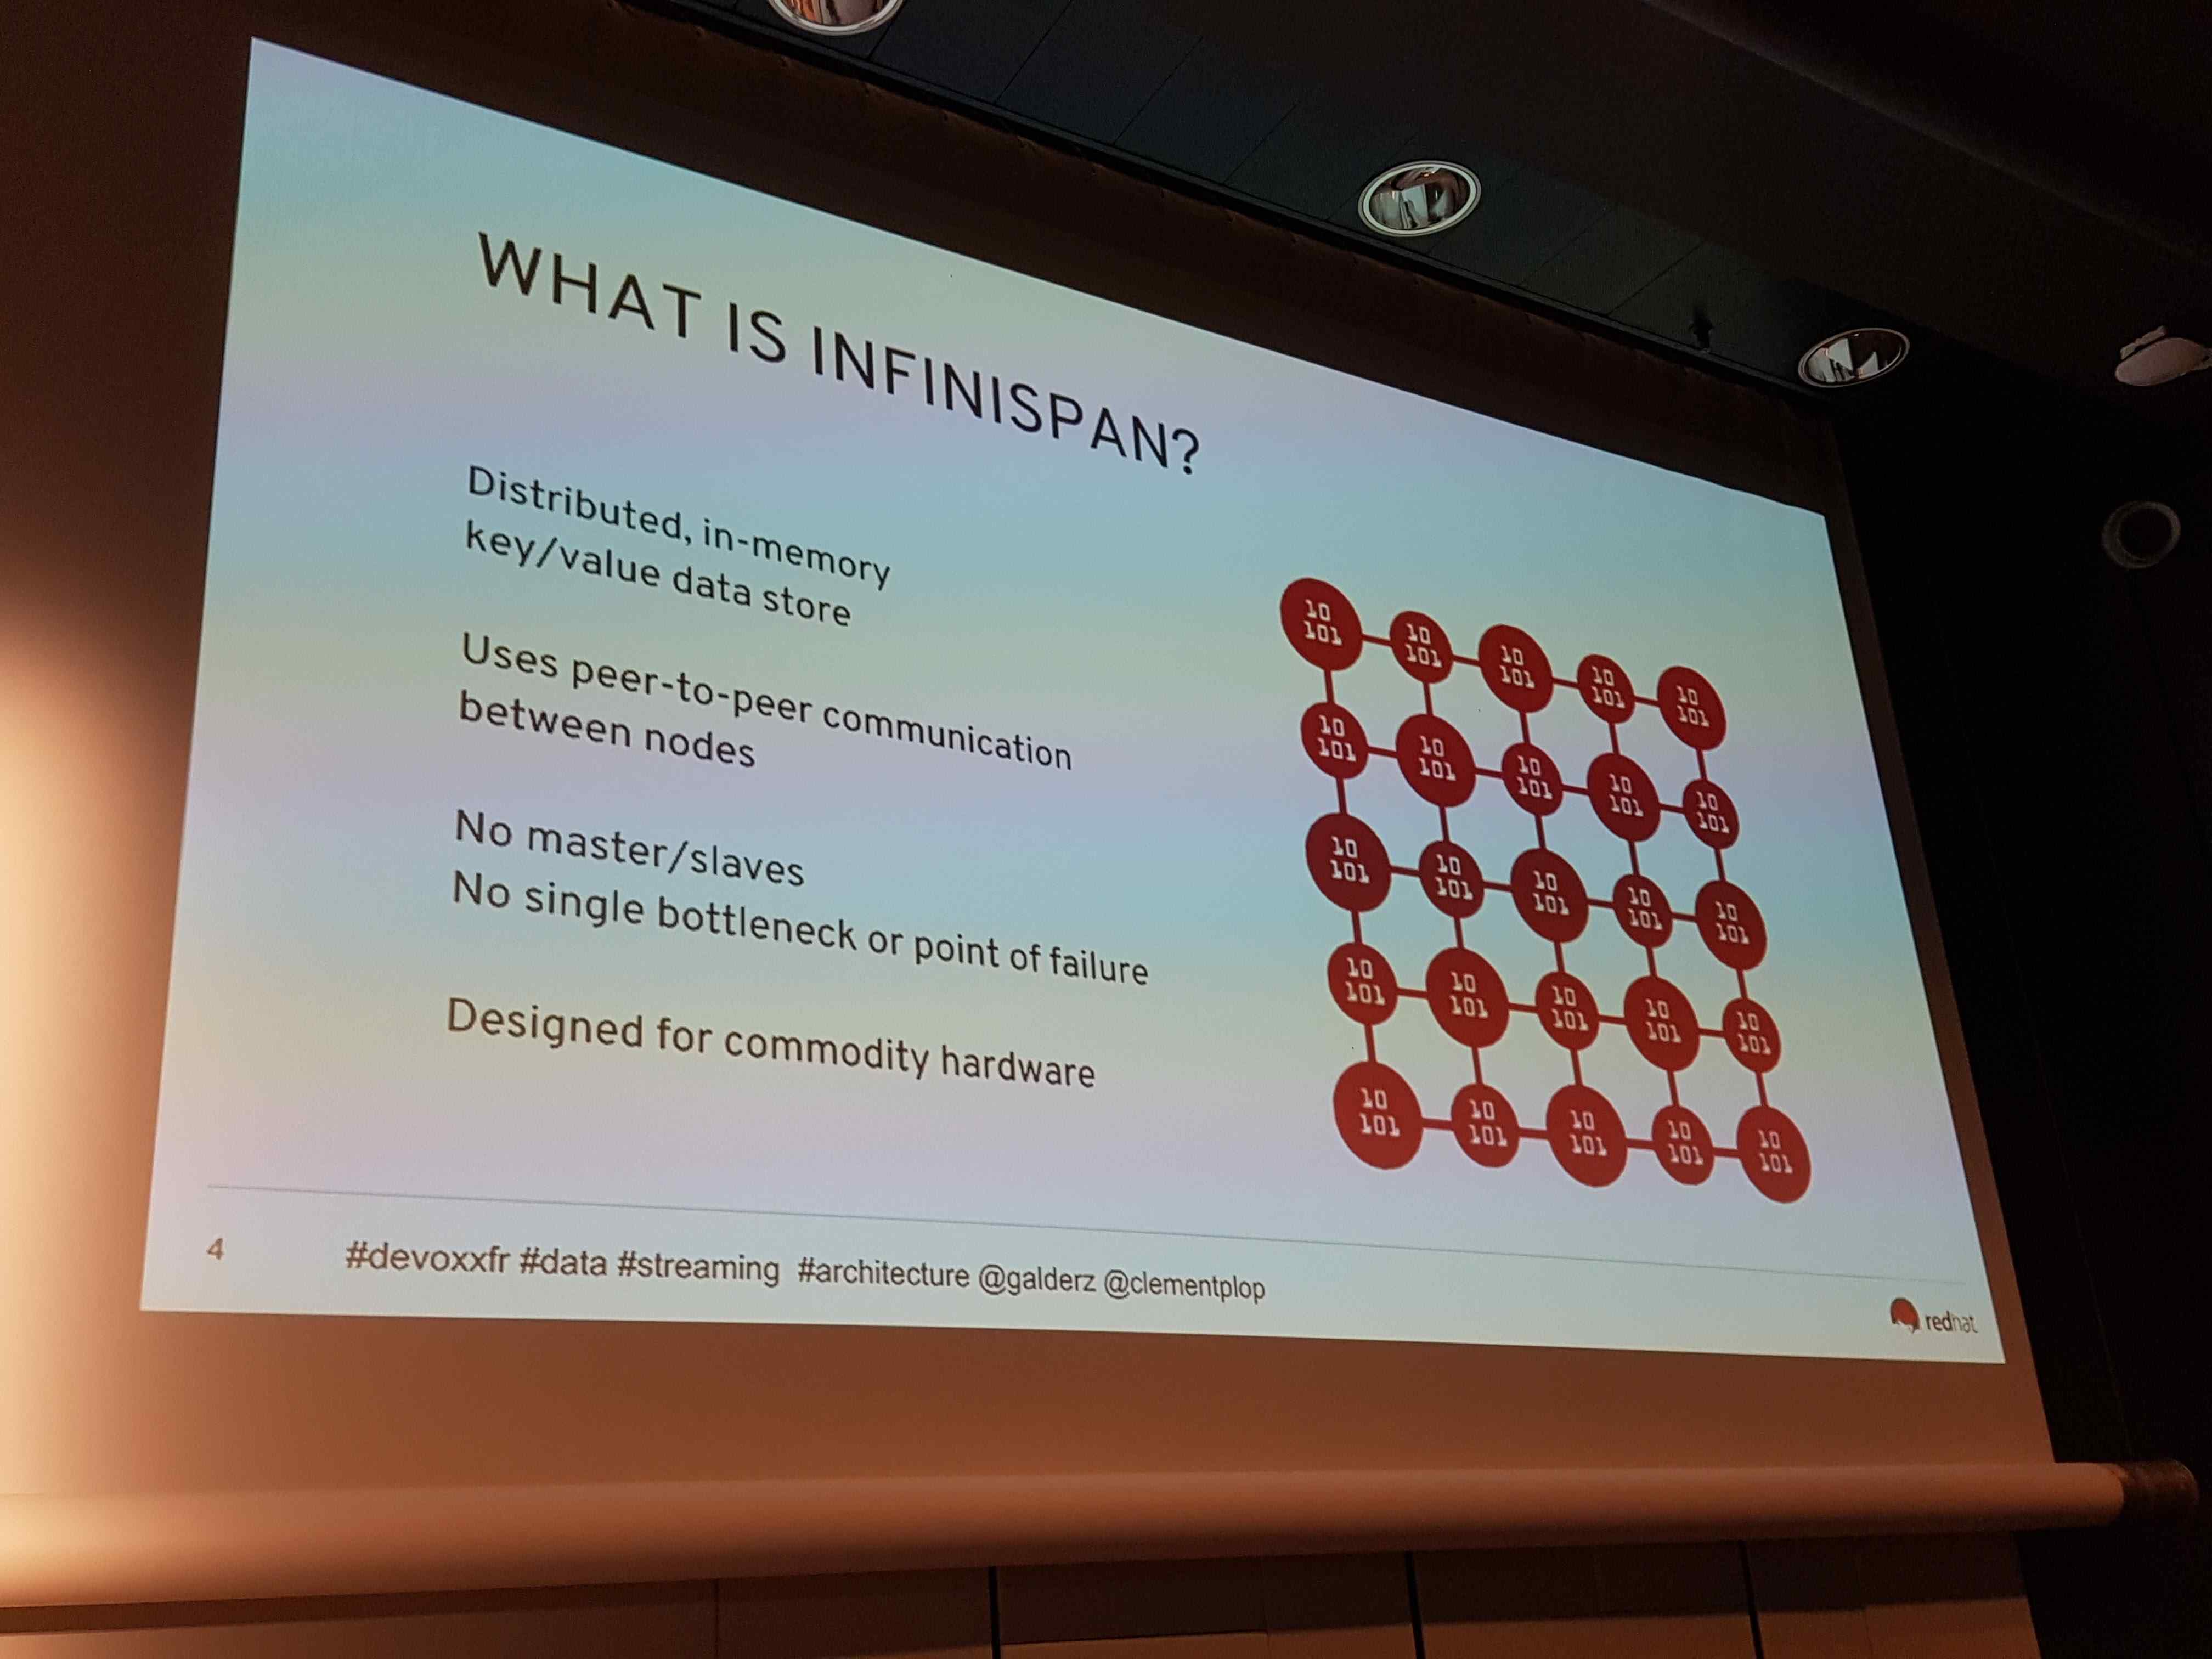 WHAT IS INFINISPAN?
Distributed, in-memory
key/value data store
Uses peer-to-peer communication
between nodes
No master/slaves
No single bottleneck or point of failure
Designed for commodity hardware
10 10 10 10 10
101 101 101 101 101
10 10 10 10 10
101 101 101 101 101
10 10 10 10 10
101 101 101 101 101
10 10 10 10 10
101 101 101 101 101
10 10 10 10 10
101 101 101 101 101
4 #devoxxfr #data #streaming #architecture @galderz @clementplop
redhat